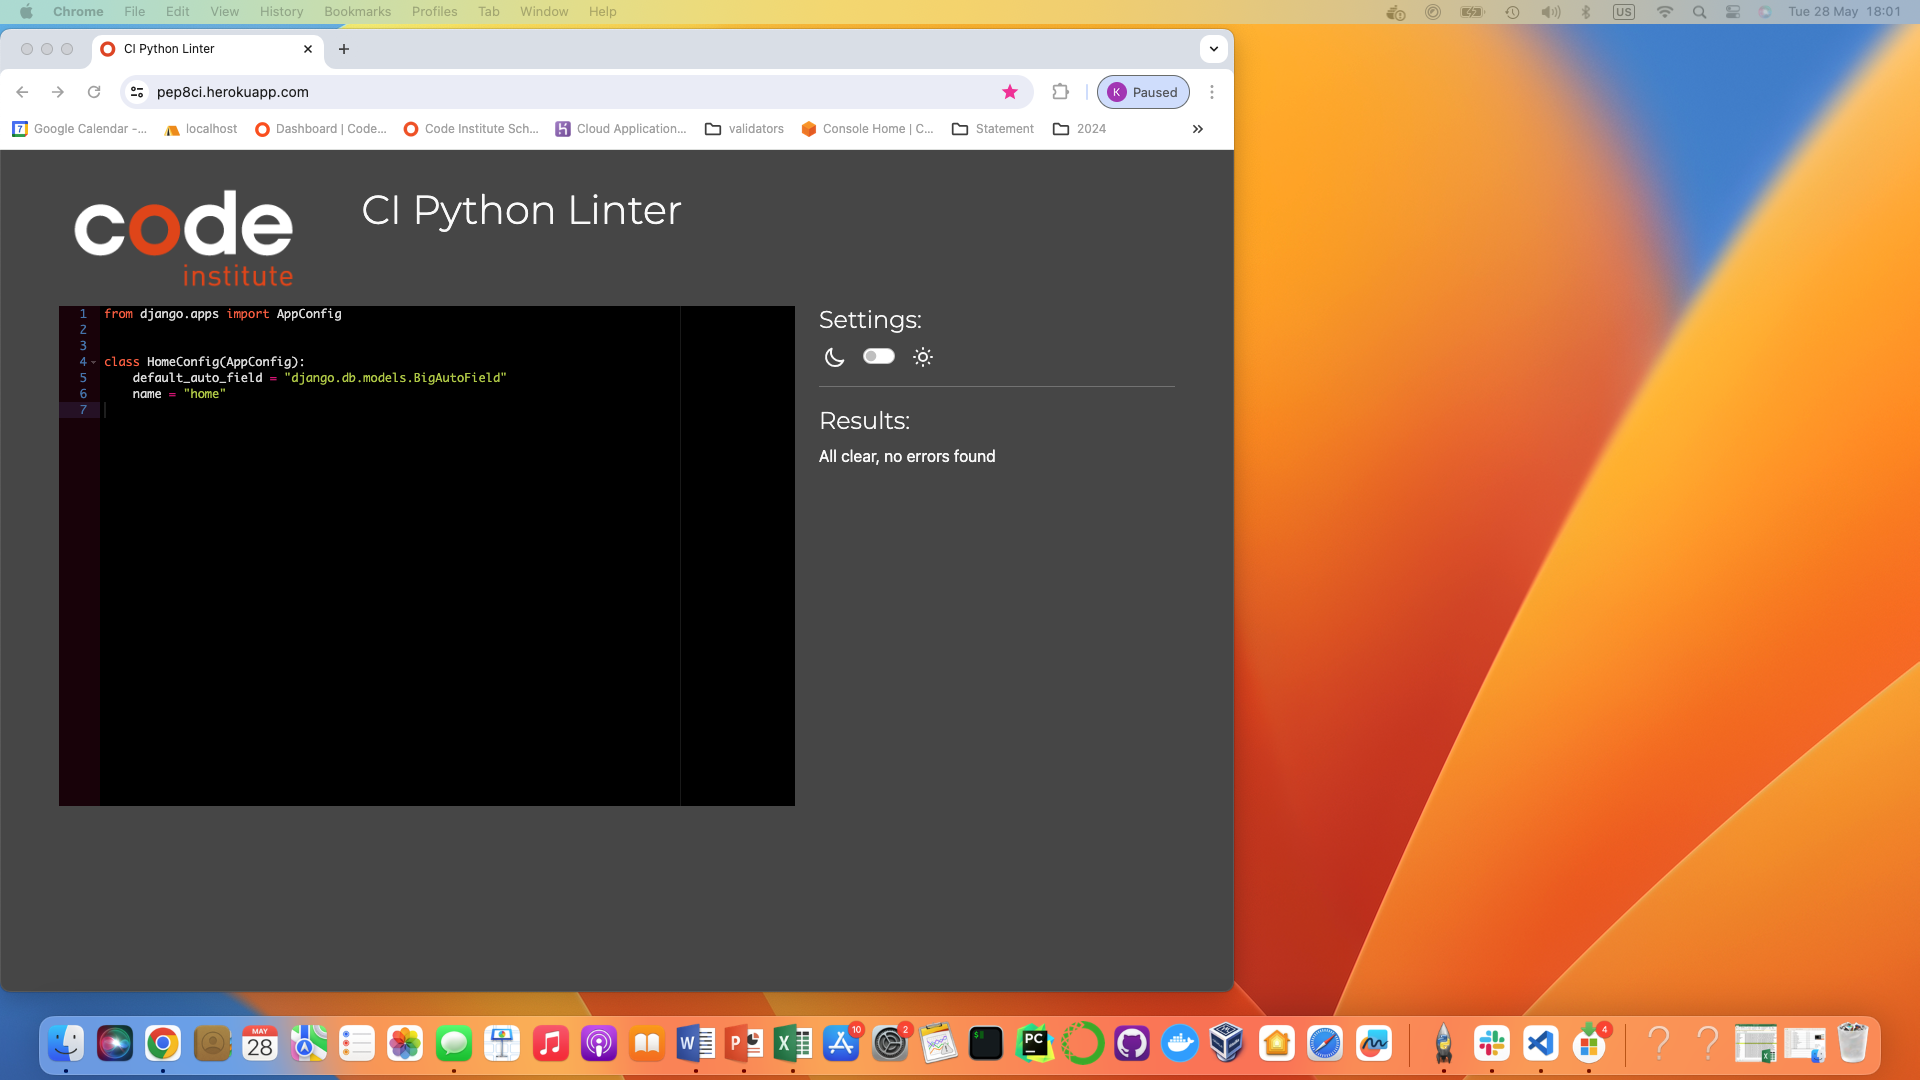 Chrome File Edit View History Bookmarks Profiles Tab Window Help US Tue 28 May 18:01
CI Python Linter
pep8ci.herokuapp.com K Paused
7 Google Calendar -... localhost Dashboard | Code... Code Institute Sch... Cloud Application... validators Console Home | C... Statement 2024 »
code
institute
CI Python Linter
1 from django.apps import AppConfig
2
3
4 class HomeConfig(AppConfig):
5 default_auto_field = "django.db.models.BigAutoField"
6 name = "home"
7
Settings:
Results:
All clear, no errors found
MAY
28
W
P
X
10
2
$
PC
4